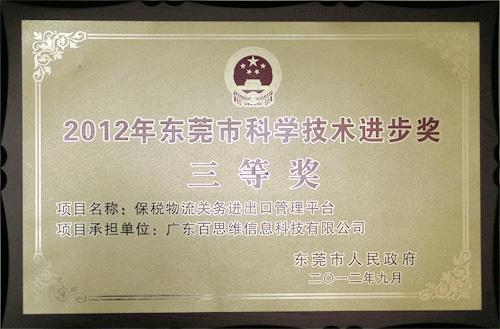 2012年东莞市科学技术进步奖
三等奖
项目名称：保税物流关务进出口管理平台
项目承担单位：广东百思维信息科技有限公司
东莞市人民政府
二〇一二年九月